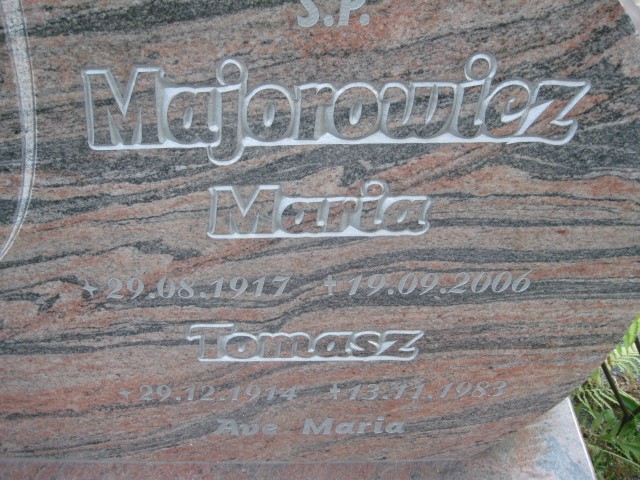 S.P.
Majorowicz
Maria
* 29.08.1917 † 19.09.2006
Tomasz
* 29.12.1914 † 13.11.1983
Ave Maria